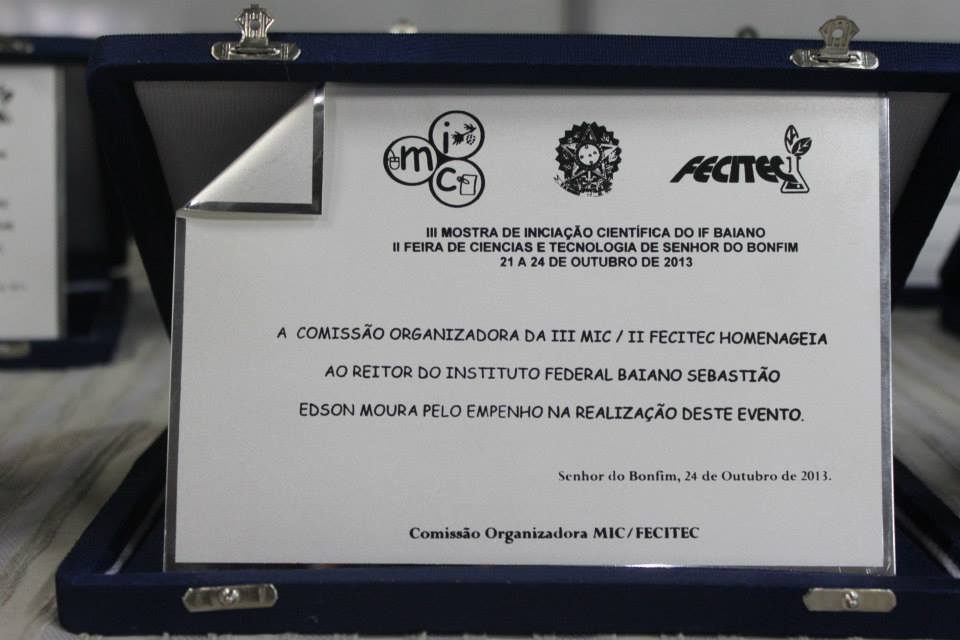 mic
FECITEC
III MOSTRA DE INICIAÇÃO CIENTÍFICA DO IF BAIANO
II FEIRA DE CIENCIAS E TECNOLOGIA DE SENHOR DO BONFIM
21 A 24 DE OUTUBRO DE 2013
A COMISSÃO ORGANIZADORA DA III MIC / II FECITEC HOMENAGEIA
AO REITOR DO INSTITUTO FEDERAL BAIANO SEBASTIÃO
EDSON MOURA PELO EMPENHO NA REALIZAÇÃO DESTE EVENTO.
Senhor do Bonfim, 24 de Outubro de 2013.
Comissão Organizadora MIC/FECITEC